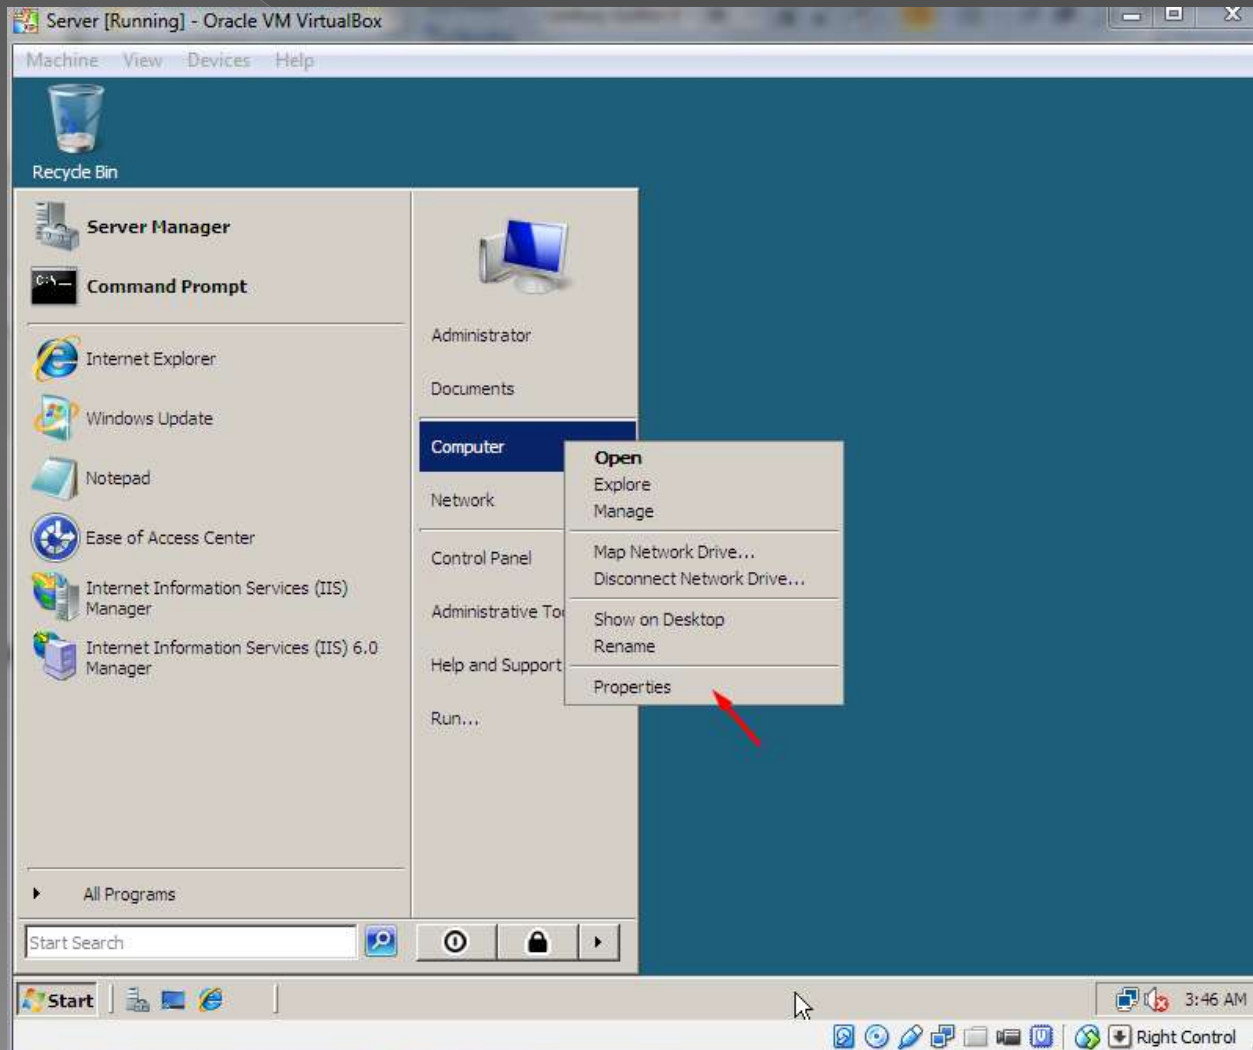 Server [Running] - Oracle VM VirtualBox
Machine View Devices Help
Recycle Bin
Server Manager
Command Prompt
Internet Explorer
Windows Update
Notepad
Ease of Access Center
Internet Information Services (IIS)
Manager
Internet Information Services (IIS) 6.0
Manager
All Programs
Start Search
Administrator
Documents
Computer
Network
Control Panel
Administrative Too
Help and Support
Run...
Open
Explore
Manage
Map Network Drive...
Disconnect Network Drive...
Show on Desktop
Rename
Properties
Start
3:46 AM
Right Control